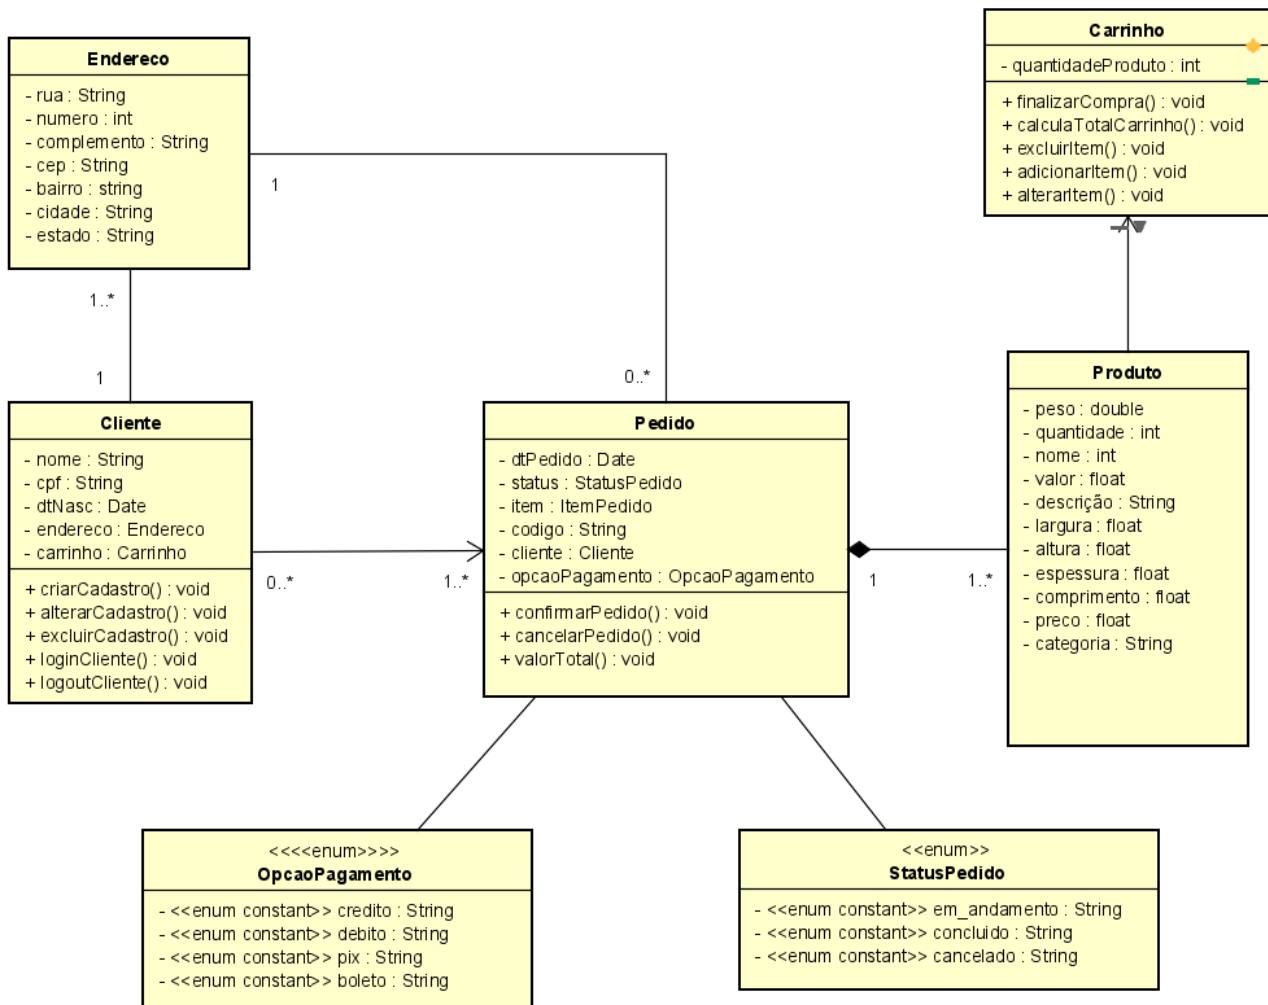 Endereco
- rua : String
- numero : int
- complemento : String
- cep : String
- bairro : string
- cidade : String
- estado : String
Carrinho
- quantidadeProduto : int
+ finalizarCompra() : void
+ calculaTotalCarrinho() : void
+ excluirItem() : void
+ adicionarItem() : void
+ alterarItem() : void
1
1..*
1
0..*
Cliente
- nome : String
- cpf : String
- dtNasc : Date
- endereco : Endereco
- carrinho : Carrinho
+ criarCadastro() : void
+ alterarCadastro() : void
+ excluirCadastro() : void
+ loginCliente() : void
+ logoutCliente() : void
0..*
1..*
Pedido
- dtPedido : Date
- status : StatusPedido
- item : ItemPedido
- codigo : String
- cliente : Cliente
- opcaoPagamento : OpcaoPagamento
+ confirmarPedido() : void
+ cancelarPedido() : void
+ valorTotal() : void
1
1..*
Produto
- peso : double
- quantidade : int
- nome : int
- valor : float
- descrição : String
- largura : float
- altura : float
- espessura : float
- comprimento : float
- preco : float
- categoria : String
<<<<enum>>>>
OpcaoPagamento
- <<enum constant>> credito : String
- <<enum constant>> debito : String
- <<enum constant>> pix : String
- <<enum constant>> boleto : String
<<enum>>
StatusPedido
- <<enum constant>> em_andamento : String
- <<enum constant>> concluido : String
- <<enum constant>> cancelado : String